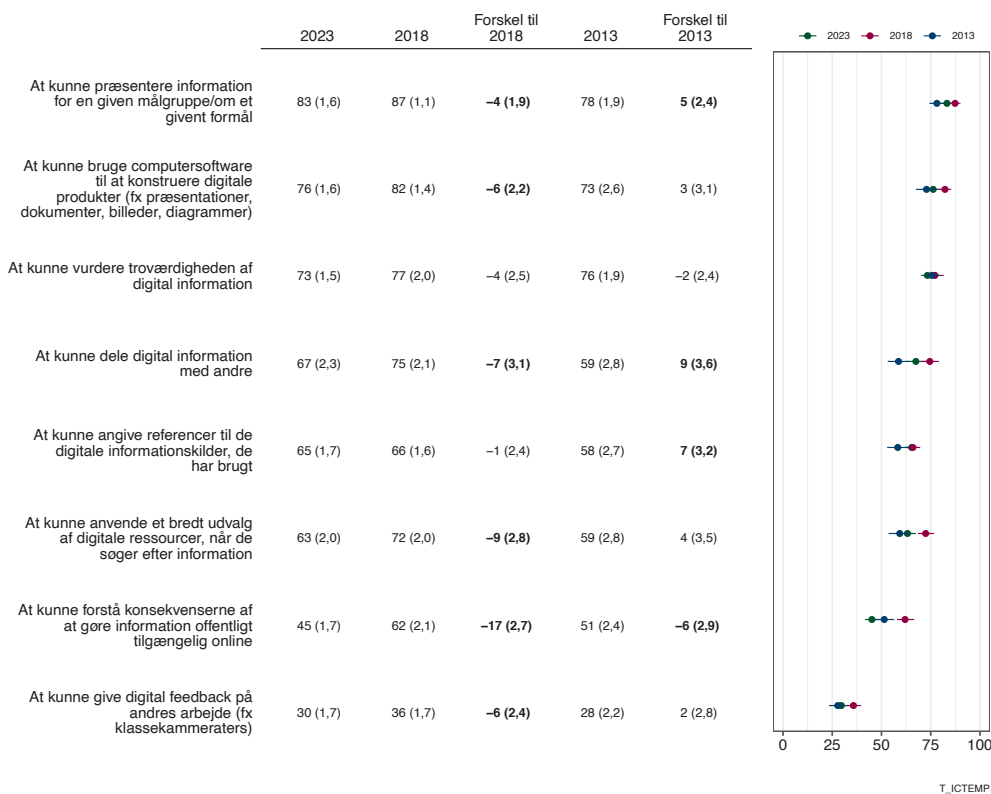 Forskel til
2018
Forskel til
2013
2023
2018
2013
2023 2018 2013
At kunne præsentere information
for en given målgruppe/om et
givent formål
83 (1,6) 87 (1,1) −4 (1,9) 78 (1,9) 5 (2,4)
At kunne bruge computersoftware
til at konstruere digitale
produkter (fx præsentationer,
dokumenter, billeder, diagrammer)
76 (1,6) 82 (1,4) −6 (2,2) 73 (2,6) 3 (3,1)
At kunne vurdere troværdigheden af
digital information
73 (1,5) 77 (2,0) −4 (2,5) 76 (1,9) −2 (2,4)
At kunne dele digital information
med andre
67 (2,3) 75 (2,1) −7 (3,1) 59 (2,8) 9 (3,6)
At kunne angive referencer til de
digitale informationskilder, de
har brugt
65 (1,7) 66 (1,6) −1 (2,4) 58 (2,7) 7 (3,2)
At kunne anvende et bredt udvalg
af digitale ressourcer, når de
søger efter information
63 (2,0) 72 (2,0) −9 (2,8) 59 (2,8) 4 (3,5)
At kunne forstå konsekvenserne af
at gøre information offentligt
tilgængelig online
45 (1,7) 62 (2,1) −17 (2,7) 51 (2,4) −6 (2,9)
At kunne give digital feedback på
andres arbejde (fx
klassekammeraters)
30 (1,7) 36 (1,7) −6 (2,4) 28 (2,2) 2 (2,8)
0 25 50 75 100
T_ICTEMP